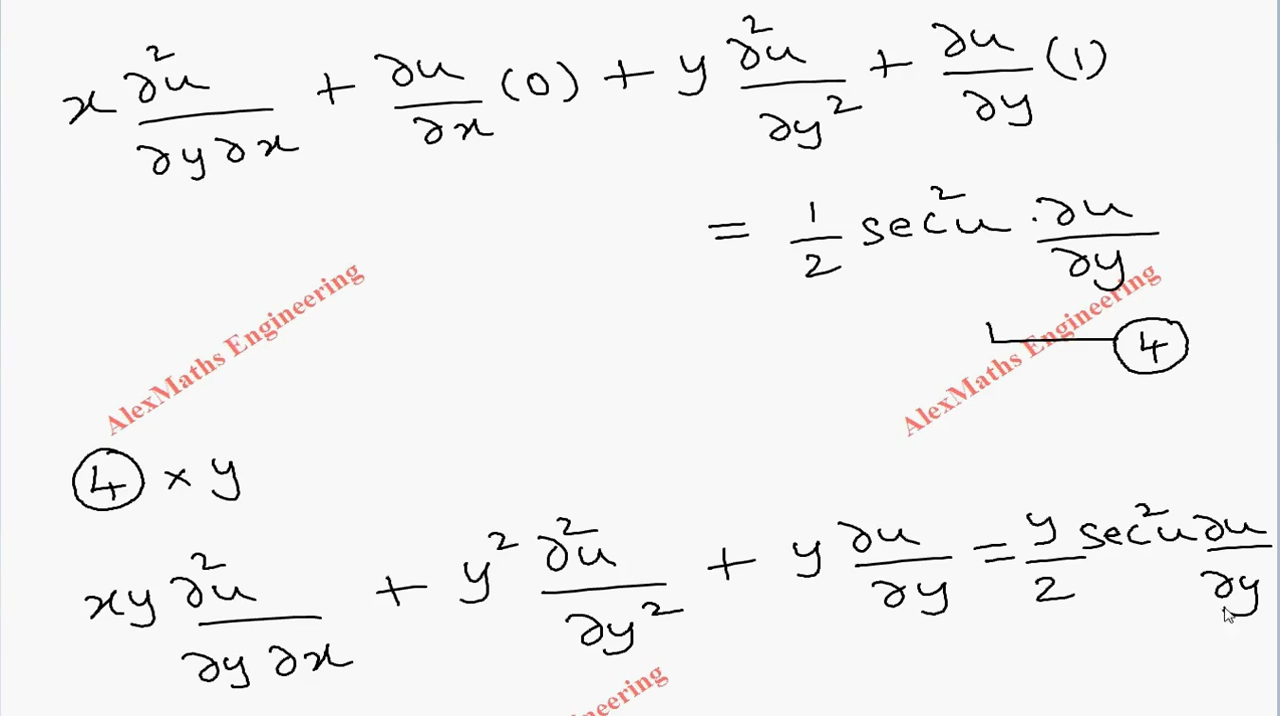 x ∂²u/∂y∂x + ∂u/∂x (0) + y ∂²u/∂y² + ∂u/∂y (1)
= 1/2 sec²u . ∂u/∂y
④
AlexMaths Engineering
AlexMaths Engineering
④ × y
xy ∂²u/∂y ∂x + y² ∂²u/∂y² + y ∂u/∂y = y/2 sec²u ∂u/∂y
gineering